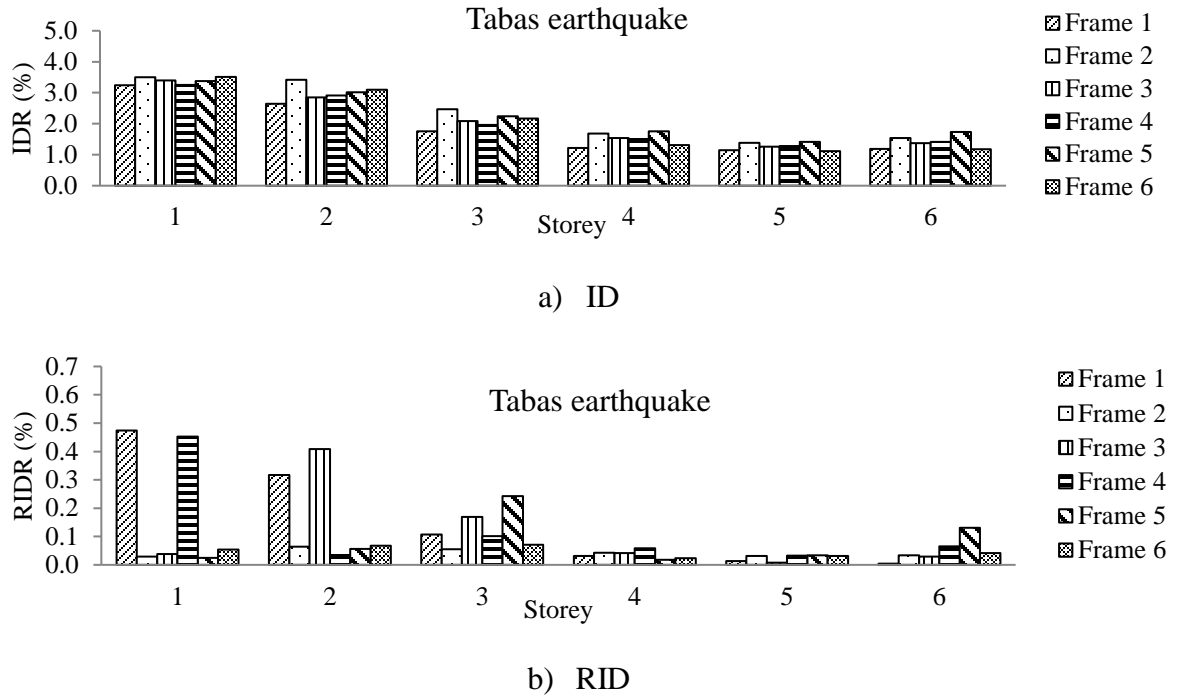 Tabas earthquake
5.0
4.0
3.0
2.0
1.0
0.0
IDR (%)
1 2 3 4 5 6
Storey
Frame 1
Frame 2
Frame 3
Frame 4
Frame 5
Frame 6
a) ID
Tabas earthquake
0.7
0.6
0.5
0.4
0.3
0.2
0.1
0.0
RIDR (%)
1 2 3 4 5 6
Storey
Frame 1
Frame 2
Frame 3
Frame 4
Frame 5
Frame 6
b) RID